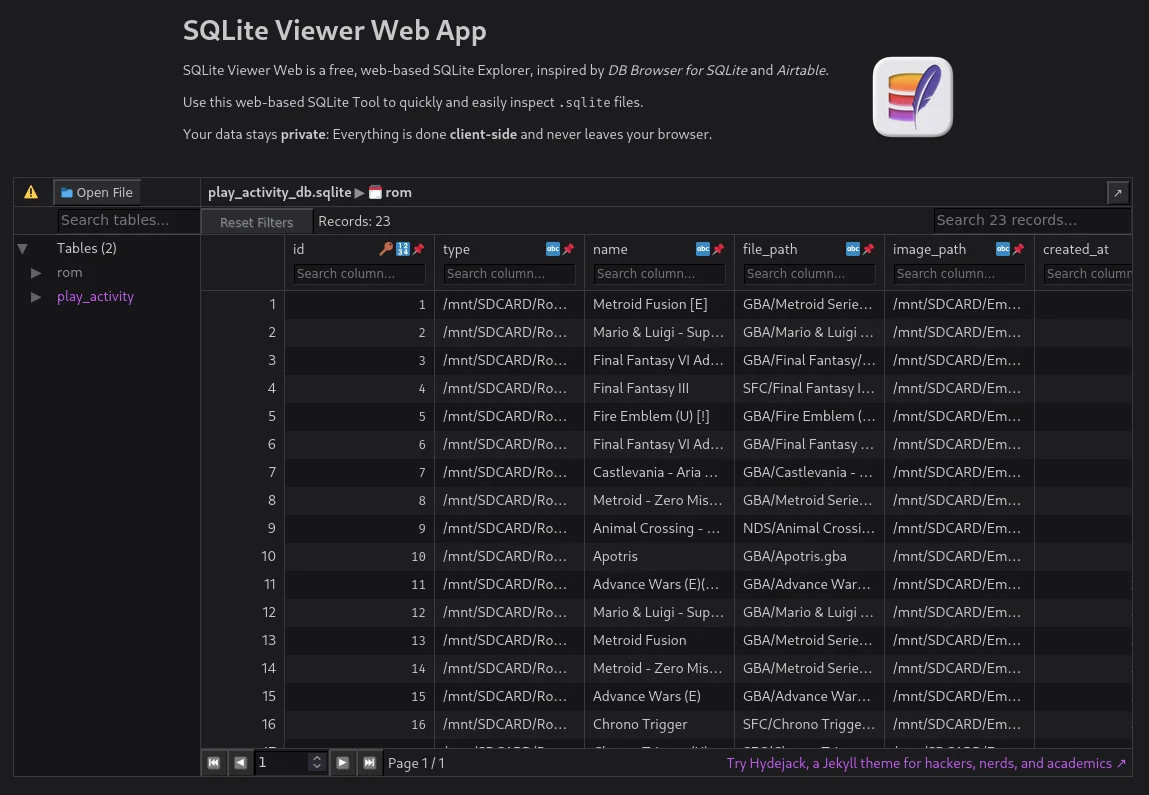 SQLite Viewer Web App
SQLite Viewer Web is a free, web-based SQLite Explorer, inspired by DB Browser for SQLite and Airtable.
Use this web-based SQLite Tool to quickly and easily inspect .sqlite files.
Your data stays private: Everything is done client-side and never leaves your browser.
Open File play_activity_db.sqlite ▶ rom ↗
Search tables... Reset Filters Records: 23 Search 23 records...
▼ Tables (2)
▶ rom
▶ play_activity
id type name file_path image_path created_at
Search column... Search column... Search column... Search column... Search column... Search column
1 1 /mnt/SDCARD/Ro... Metroid Fusion [E] GBA/Metroid Serie... /mnt/SDCARD/Em...
2 2 /mnt/SDCARD/Ro... Mario & Luigi - Sup... GBA/Mario & Luigi ... /mnt/SDCARD/Em...
3 3 /mnt/SDCARD/Ro... Final Fantasy VI Ad... GBA/Final Fantasy/... /mnt/SDCARD/Em...
4 4 /mnt/SDCARD/Ro... Final Fantasy III SFC/Final Fantasy I... /mnt/SDCARD/Em...
5 5 /mnt/SDCARD/Ro... Fire Emblem (U) [!] GBA/Fire Emblem (... /mnt/SDCARD/Em...
6 6 /mnt/SDCARD/Ro... Final Fantasy VI Ad... GBA/Final Fantasy ... /mnt/SDCARD/Em...
7 7 /mnt/SDCARD/Ro... Castlevania - Aria ... GBA/Castlevania - ... /mnt/SDCARD/Em...
8 8 /mnt/SDCARD/Ro... Metroid - Zero Mis... GBA/Metroid Serie... /mnt/SDCARD/Em...
9 9 /mnt/SDCARD/Ro... Animal Crossing - ... NDS/Animal Crossi... /mnt/SDCARD/Em...
10 10 /mnt/SDCARD/Ro... Apotris GBA/Apotris.gba /mnt/SDCARD/Em...
11 11 /mnt/SDCARD/Ro... Advance Wars (E)(... GBA/Advance War... /mnt/SDCARD/Em...
12 12 /mnt/SDCARD/Ro... Mario & Luigi - Sup... GBA/Mario & Luigi ... /mnt/SDCARD/Em...
13 13 /mnt/SDCARD/Ro... Metroid Fusion GBA/Metroid Serie... /mnt/SDCARD/Em...
14 14 /mnt/SDCARD/Ro... Metroid - Zero Mis... GBA/Metroid Serie... /mnt/SDCARD/Em...
15 15 /mnt/SDCARD/Ro... Advance Wars (E) GBA/Advance War... /mnt/SDCARD/Em...
16 16 /mnt/SDCARD/Ro... Chrono Trigger SFC/Chrono Trigge... /mnt/SDCARD/Em...
1 Page 1 / 1 Try Hydejack, a Jekyll theme for hackers, nerds, and academics ↗